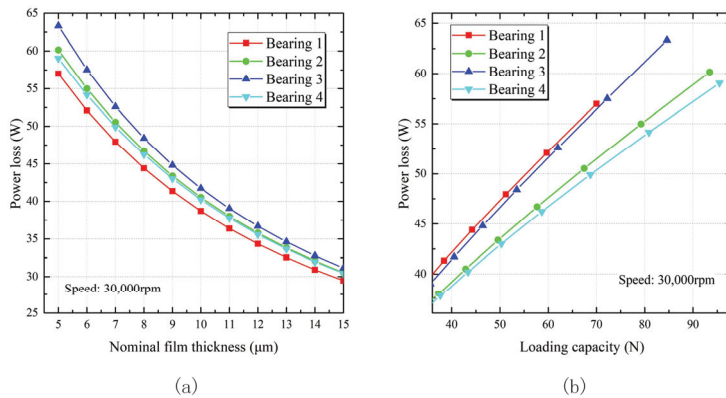 65
60
55
50
45
40
35
30
25
Power loss (W)
Bearing 1
Bearing 2
Bearing 3
Bearing 4
Speed: 30,000rpm
5 6 7 8 9 10 11 12 13 14 15
Nominal film thickness (μm)
(a)
65
60
55
50
45
40
Power loss (W)
Bearing 1
Bearing 2
Bearing 3
Bearing 4
Speed: 30,000rpm
40 50 60 70 80 90
Loading capacity (N)
(b)